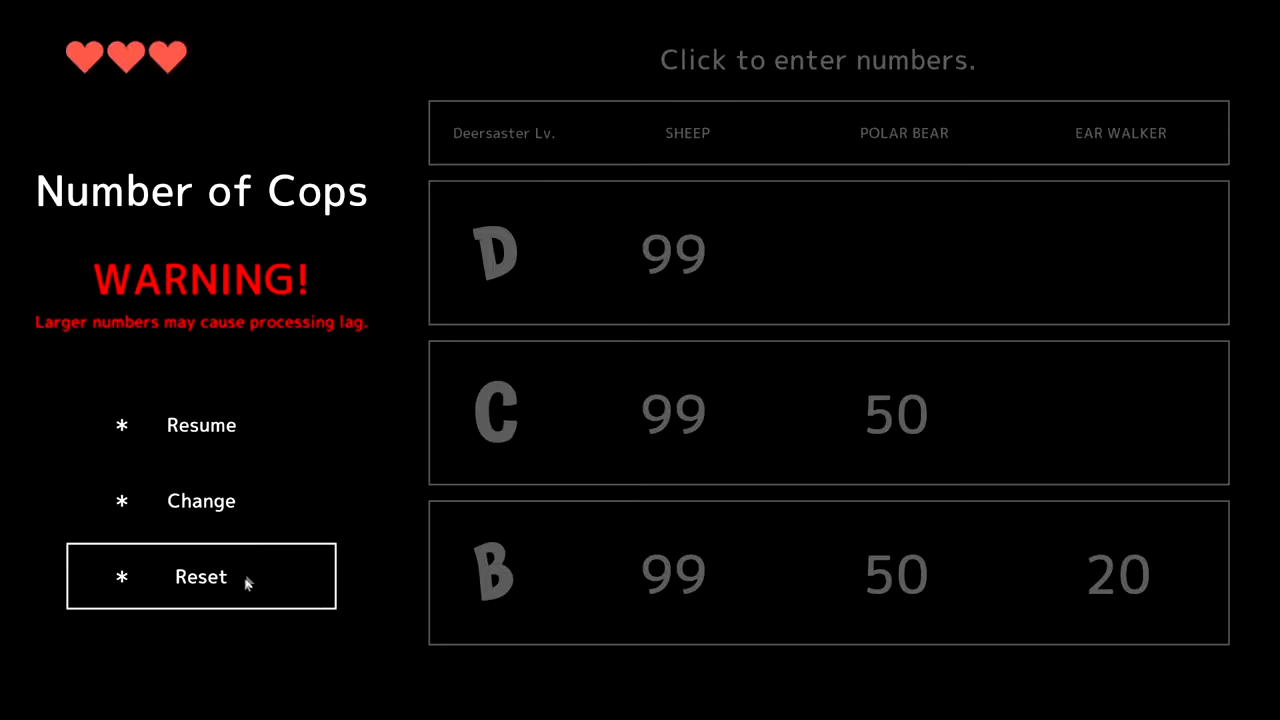 Click to enter numbers.
Deersaster Lv. SHEEP POLAR BEAR EAR WALKER
Number of Cops
D 99
WARNING!
Larger numbers may cause processing lag.
C 99 50
* Resume
* Change
* Reset
B 99 50 20